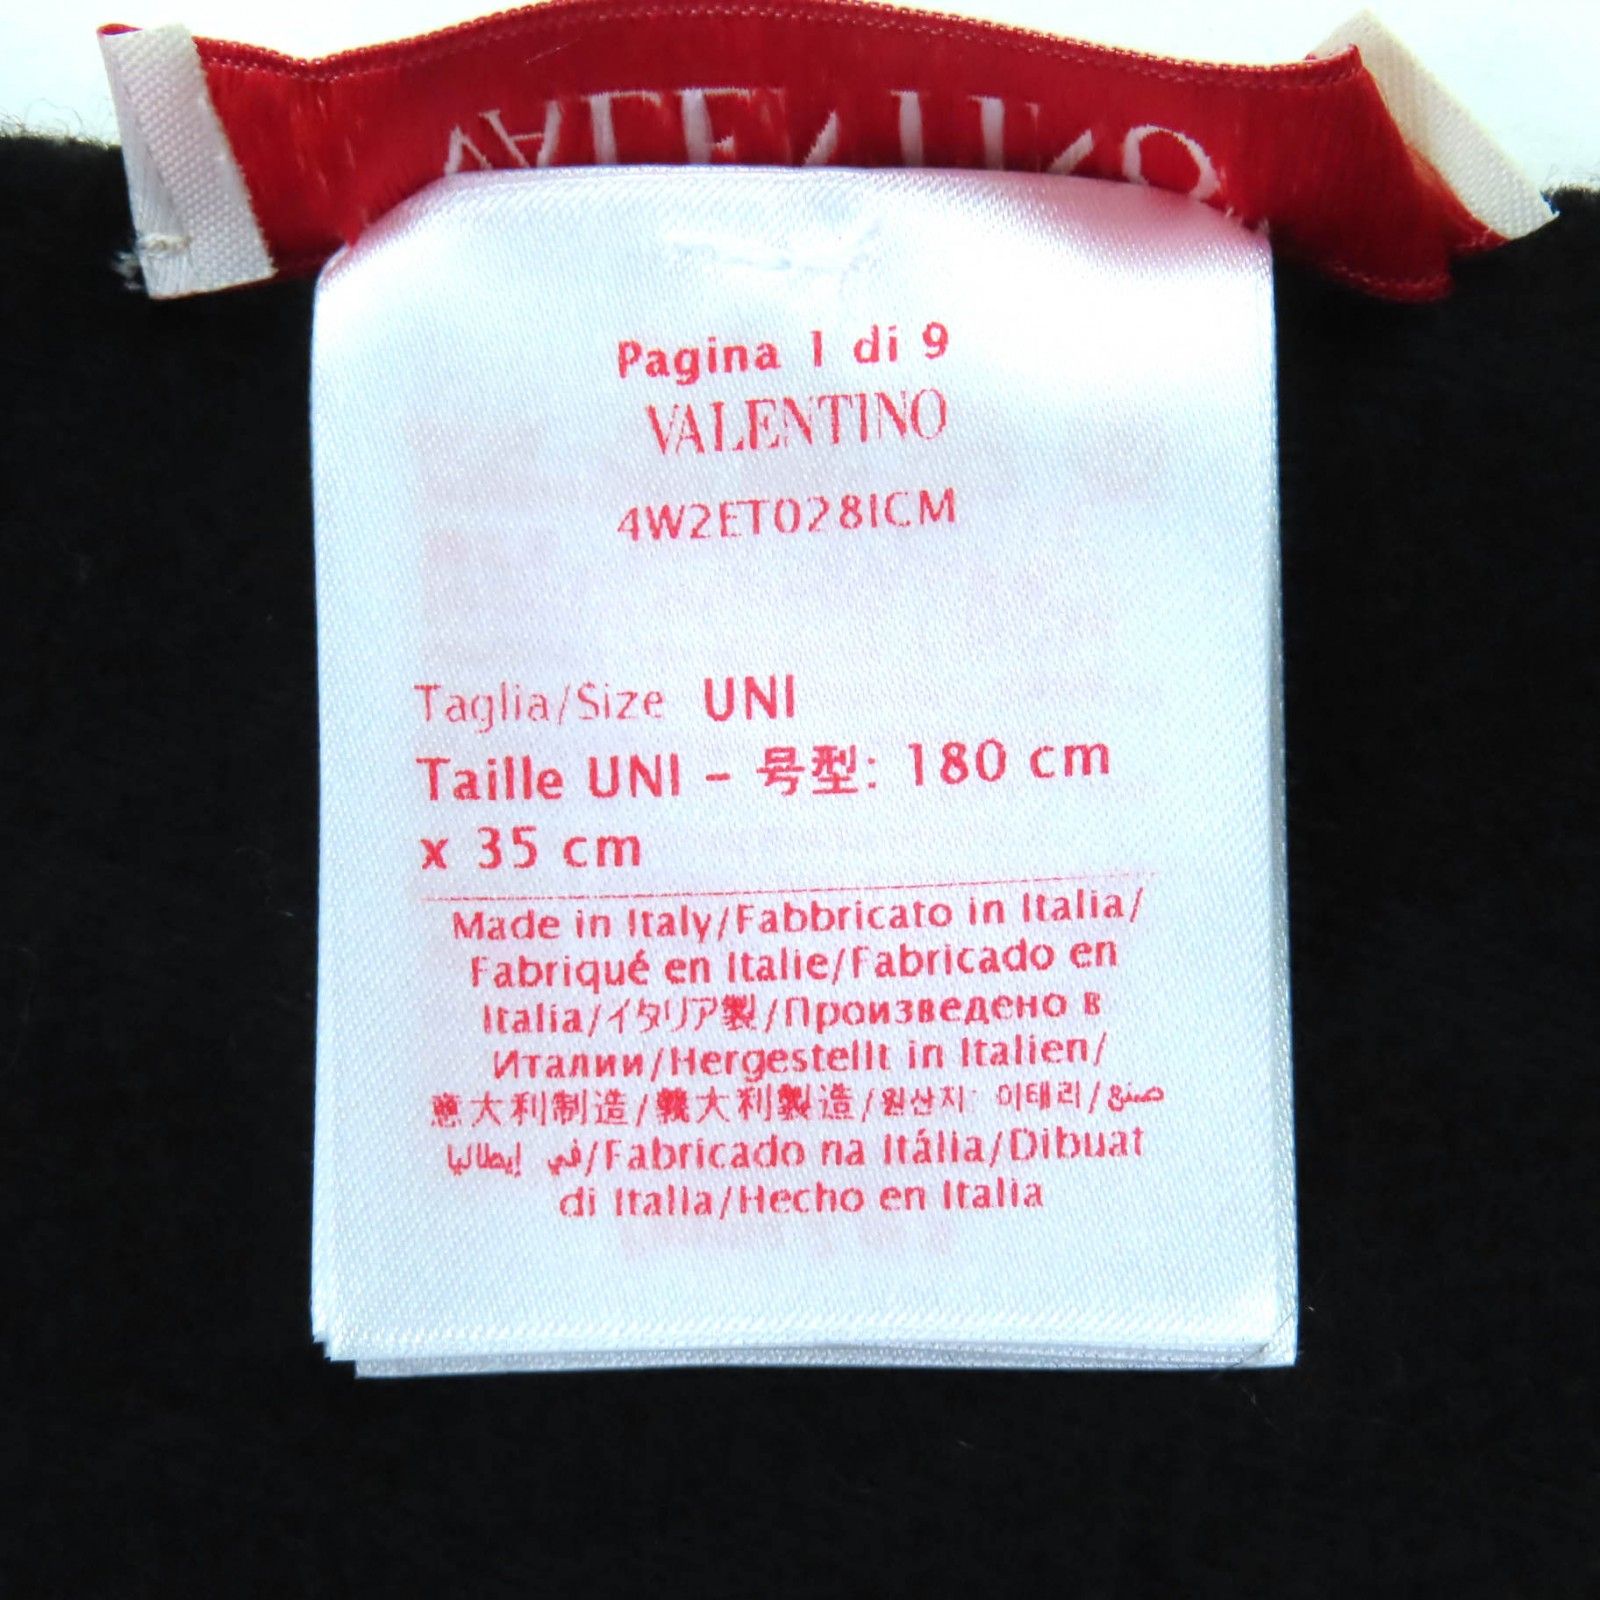 VALENTINO
Pagina 1 di 9
VALENTINO
4W2ET028ICM
Taglia/Size UNI
Taille UNI - 号型: 180 cm
x 35 cm
Made in Italy/Fabbricato in Italia/
Fabriqué en Italie/Fabricado en
Italia/イタリア製/Произведено в
Италии/Hergestellt in Italien/
意大利制造/義大利製造/원산지: 이태리/صنع
في إيطاليا/Fabricado na Itália/Dibuat
di Italia/Hecho en Italia